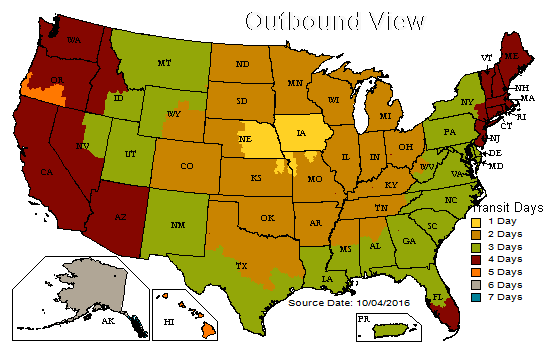 Outbound View
WA
MT
ND
MN
VT
ME
OR
ID
SD
WI
MI
NY
NH
MA
WY
RI
CT
NV
UT
NE
IA
IL
IN
OH
PA
NJ
DE
MD
CA
CO
KS
MO
KY
WV
VA
AZ
NM
OK
AR
TN
NC
SC
TX
LA
MS
AL
GA
FL
Transit Days
1 Day
2 Days
3 Days
4 Days
5 Days
6 Days
7 Days
Source Date: 10/04/2016
AK
HI
PR